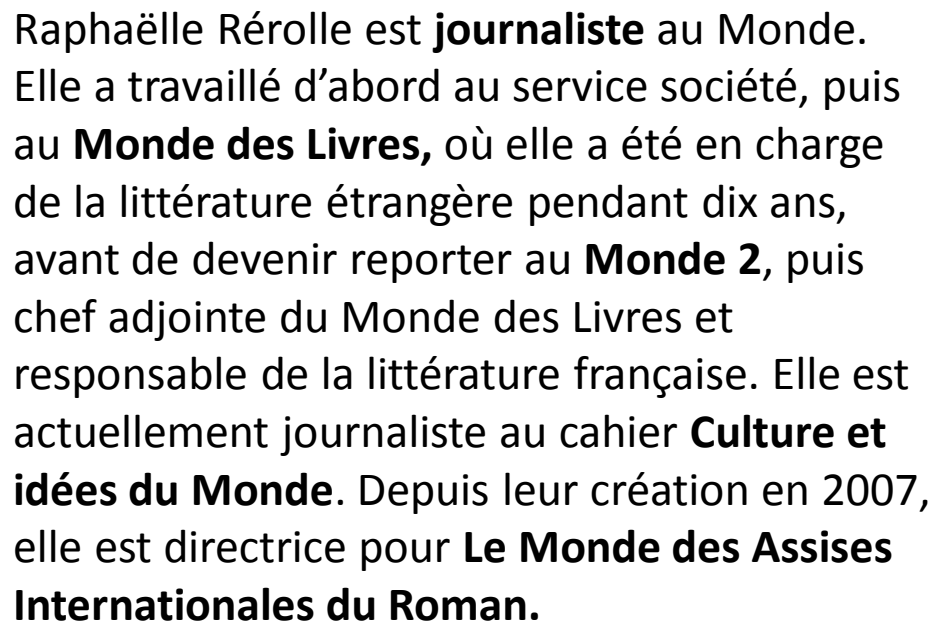 Raphaëlle Rérolle est journaliste au Monde.
Elle a travaillé d’abord au service société, puis
au Monde des Livres, où elle a été en charge
de la littérature étrangère pendant dix ans,
avant de devenir reporter au Monde 2, puis
chef adjointe du Monde des Livres et
responsable de la littérature française. Elle est
actuellement journaliste au cahier Culture et
idées du Monde. Depuis leur création en 2007,
elle est directrice pour Le Monde des Assises
Internationales du Roman.